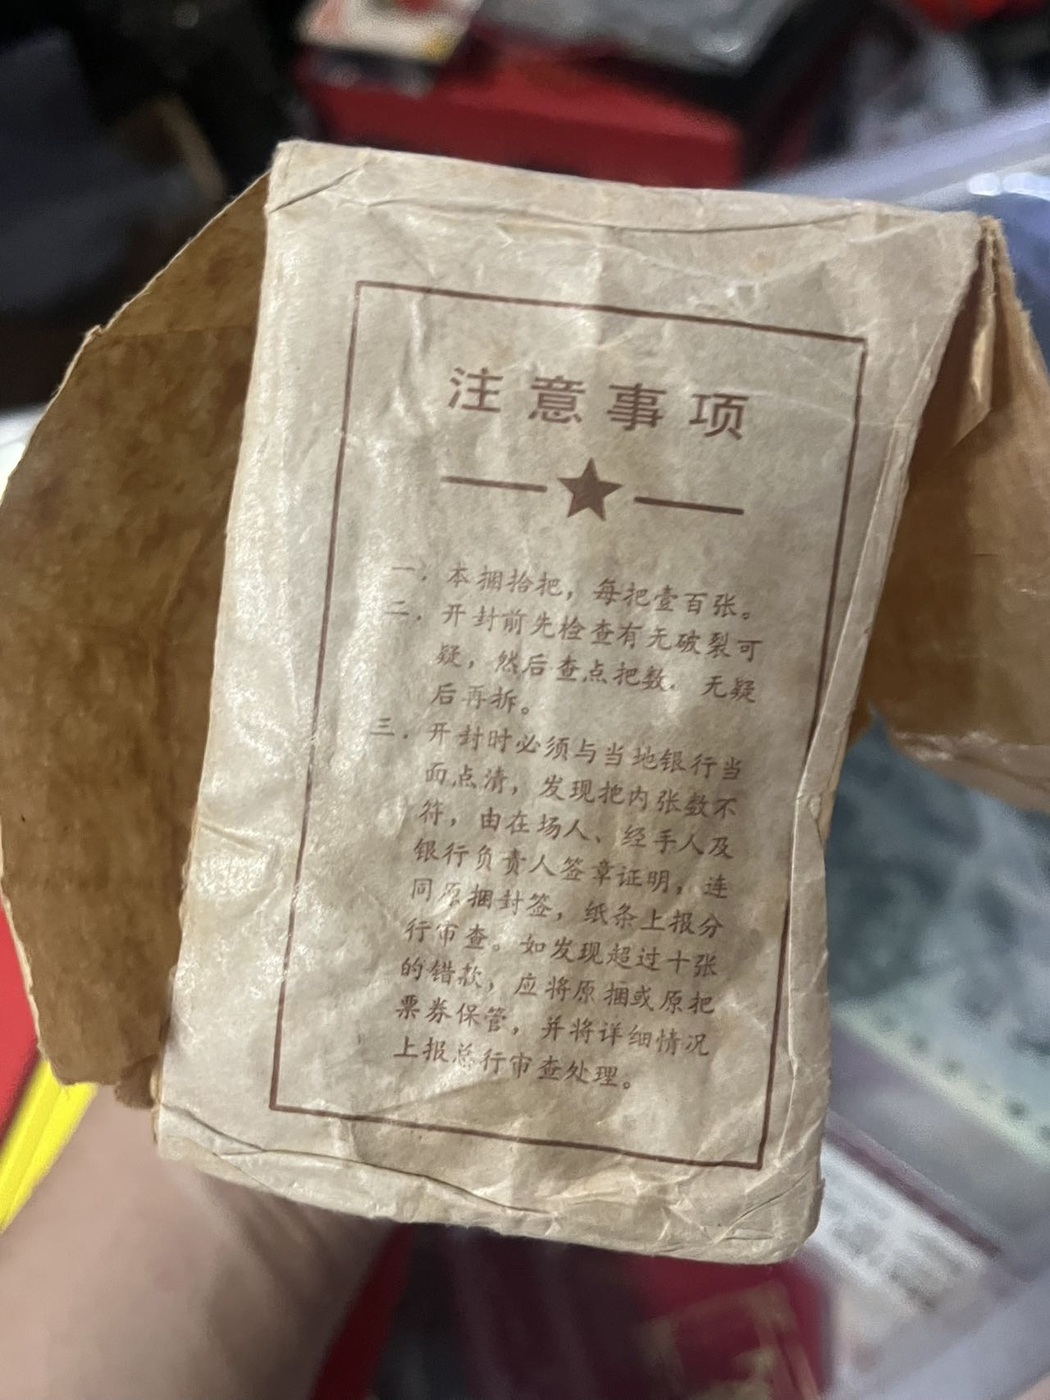 注意事项
一．本捆拾把，每把壹百张。
二．开封前先检查有无破裂可
疑，然后查点把数．无疑
后再拆。
三．开封时必须与当地银行当
面点清，发现把内张数不
符，由在场人、经手人及
银行负责人签章证明，连
同原捆封签，纸条上报分
行审查。如发现超过十张
的错款，应将原捆或原把
票券保管，并将详细情况
上报总行审查处理。